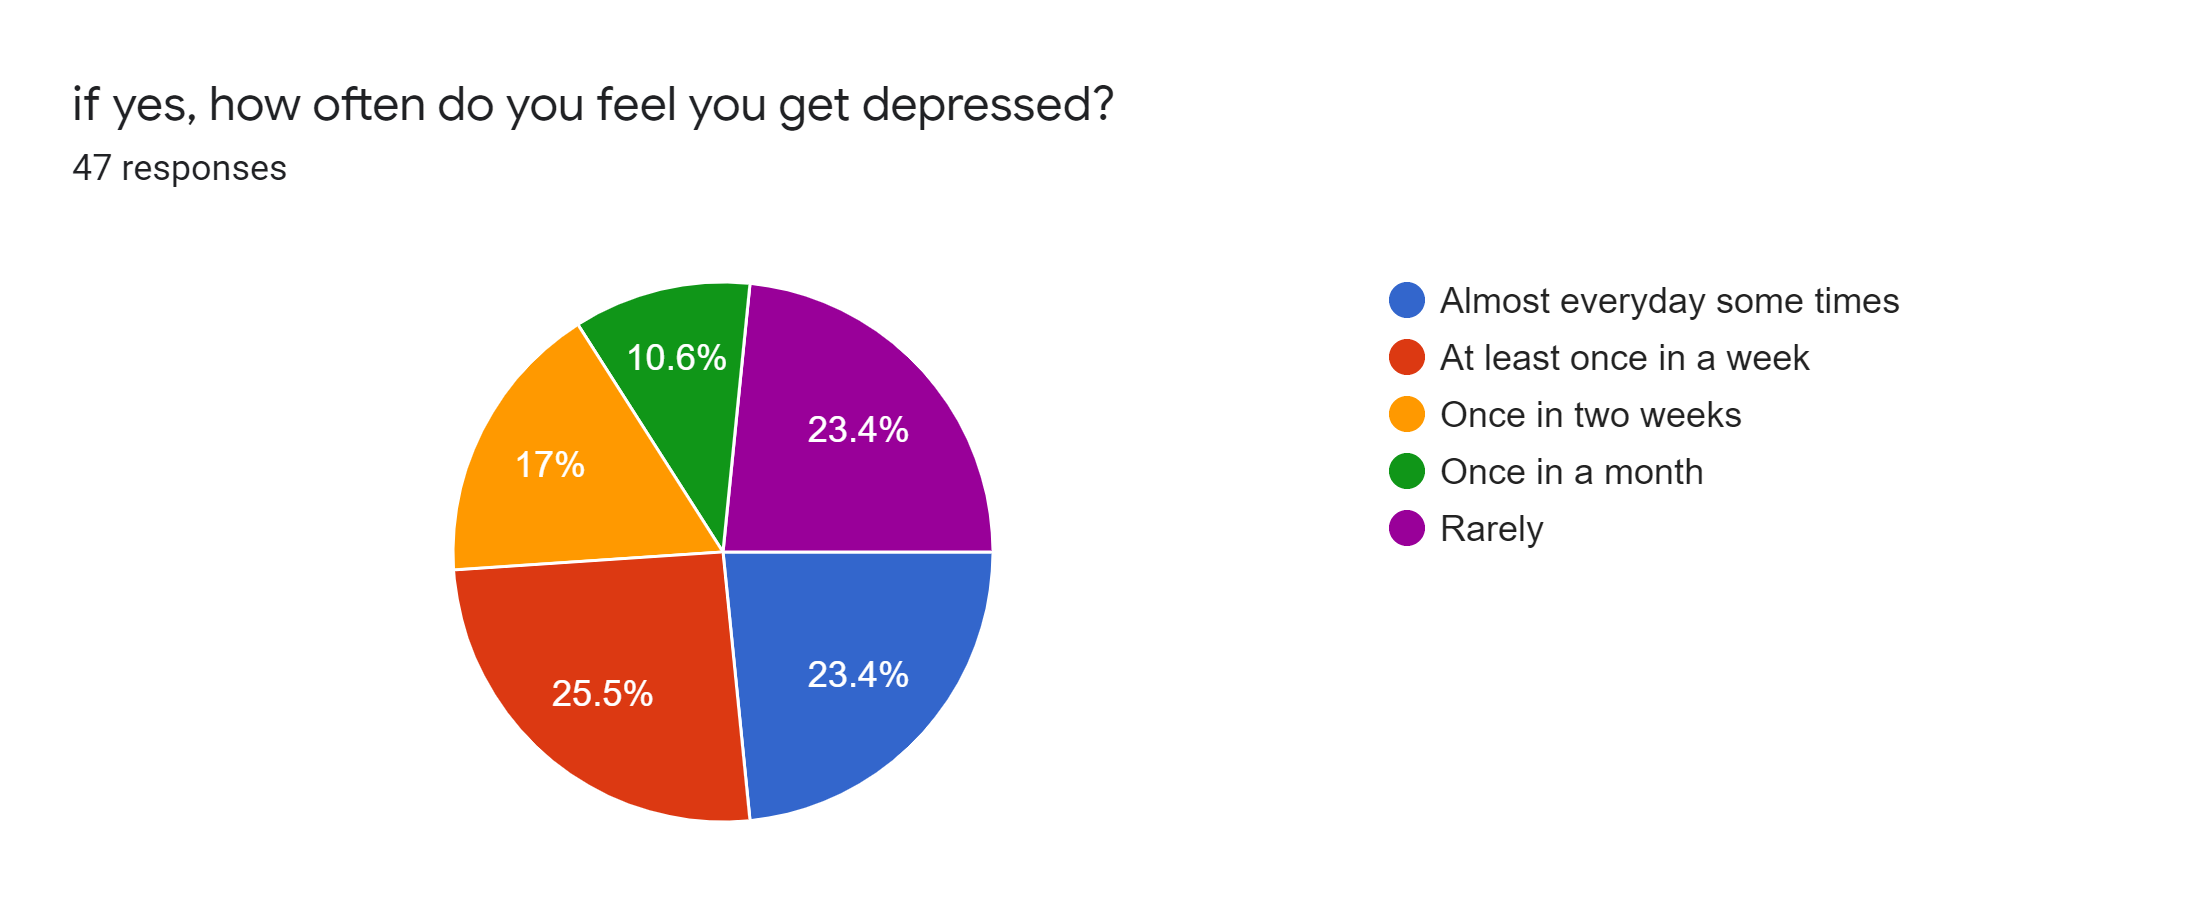 if yes, how often do you feel you get depressed?
47 responses
10.6%
23.4%
17%
25.5%
23.4%
Almost everyday some times
At least once in a week
Once in two weeks
Once in a month
Rarely